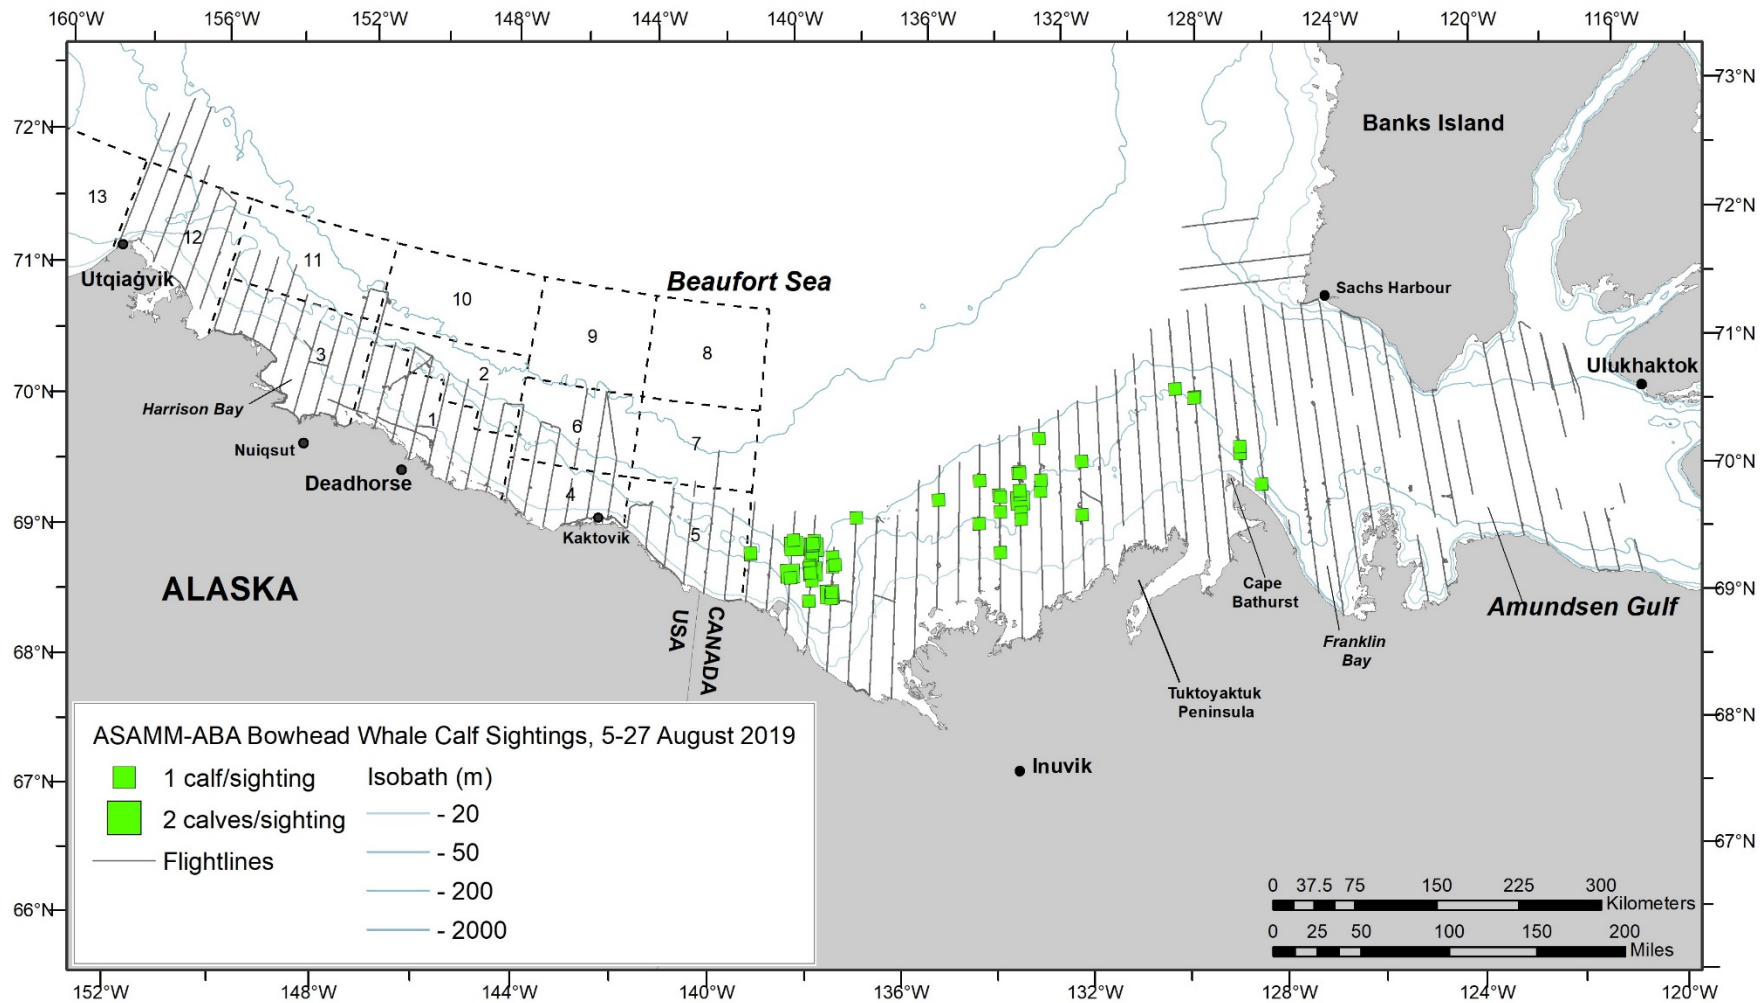 160°W 156°W 152°W 148°W 144°W 140°W 136°W 132°W 128°W 124°W 120°W 116°W
73°N
72°N
Banks Island
13
12
72°N
Utqiaġvik
71°N
11
10
Beaufort Sea
Sachs Harbour
9
8
71°N
3
2
Ulukhaktok
70°N
Harrison Bay
1
6
7
Nuiqsut
Deadhorse
70°N
4
69°N
Kaktovik
5
ALASKA
USA
CANADA
Cape
Bathurst
69°N
Amundsen Gulf
Franklin
Bay
68°N
Tuktoyaktuk
Peninsula
68°N
Inuvik
67°N
67°N
66°N
66°N
ASAMM-ABA Bowhead Whale Calf Sightings, 5-27 August 2019
1 calf/sighting
2 calves/sighting
Flightlines
Isobath (m)
- 20
- 50
- 200
- 2000
0 37.5 75 150 225 300
Kilometers
0 25 50 100 150 200
Miles
152°W 148°W 144°W 140°W 136°W 132°W 128°W 124°W 120°W